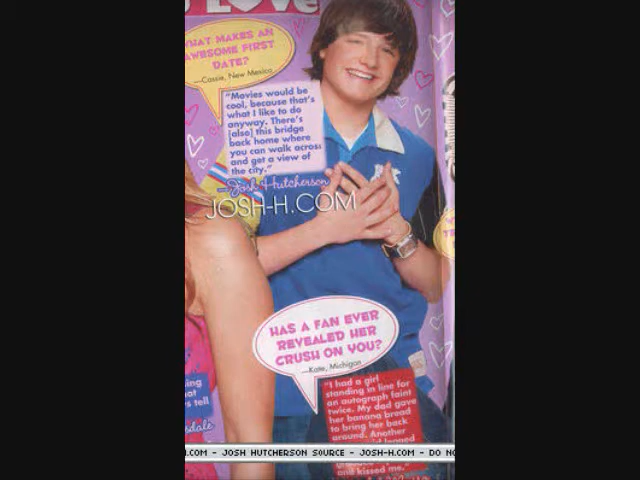 LOVE
WHAT MAKES AN
AWESOME FIRST
DATE?
—Cassie, New Mexico
"Movies would be
cool, because that's
what I like to do
anyway. There's
[also] this bridge
back home where
you can walk across
and get a view of
the city."
—Josh Hutcherson
JOSH-H.COM
HAS A FAN EVER
REVEALED HER
CRUSH ON YOU?
—Kate, Michigan
"I had a girl
standing in line for
an autograph faint
twice. My dad gave
her banana bread
to bring her back
around. Another
and kissed me.
tell
.COM - JOSH HUTCHERSON SOURCE - JOSH-H.COM - DO